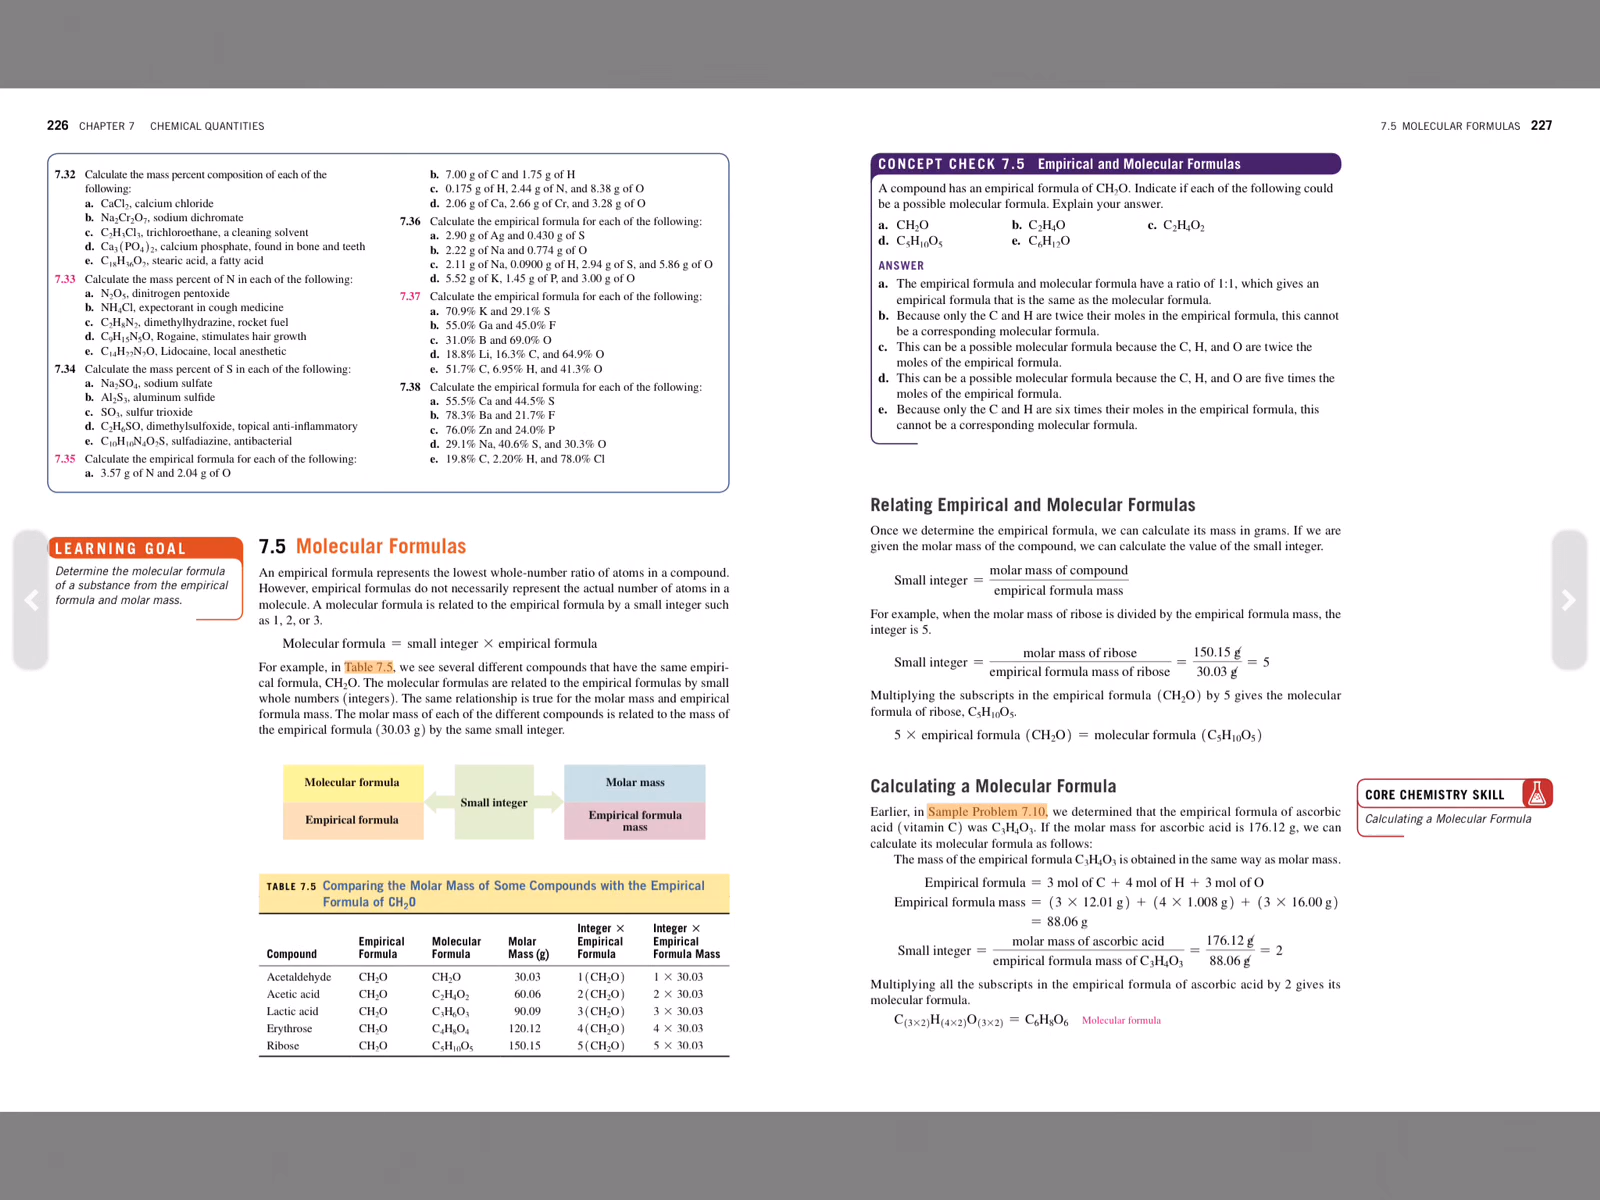 226 CHAPTER 7 CHEMICAL QUANTITIES
7.32 Calculate the mass percent composition of each of the
following:
a. CaCl₂, calcium chloride
b. Na₂Cr₂O₇, sodium dichromate
c. C₂H₃Cl₃, trichloroethane, a cleaning solvent
d. Ca₃(PO₄)₂, calcium phosphate, found in bone and teeth
e. C₁₈H₃₆O₂, stearic acid, a fatty acid
7.33 Calculate the mass percent of N in each of the following:
a. N₂O₅, dinitrogen pentoxide
b. NH₄Cl, expectorant in cough medicine
c. C₂H₈N₂, dimethylhydrazine, rocket fuel
d. C₉H₁₅N₅O, Rogaine, stimulates hair growth
e. C₁₄H₂₂N₂O, Lidocaine, local anesthetic
7.34 Calculate the mass percent of S in each of the following:
a. Na₂SO₄, sodium sulfate
b. Al₂S₃, aluminum sulfide
c. SO₃, sulfur trioxide
d. C₂H₆SO, dimethylsulfoxide, topical anti-inflammatory
e. C₁₀H₁₀N₄O₂S, sulfadiazine, antibacterial
7.35 Calculate the empirical formula for each of the following:
a. 3.57 g of N and 2.04 g of O
b. 7.00 g of C and 1.75 g of H
c. 0.175 g of H, 2.44 g of N, and 8.38 g of O
d. 2.06 g of Ca, 2.66 g of Cr, and 3.28 g of O
7.36 Calculate the empirical formula for each of the following:
a. 2.90 g of Ag and 0.430 g of S
b. 2.22 g of Na and 0.774 g of O
c. 2.11 g of Na, 0.0900 g of H, 2.94 g of S, and 5.86 g of O
d. 5.52 g of K, 1.45 g of P, and 3.00 g of O
7.37 Calculate the empirical formula for each of the following:
a. 70.9% K and 29.1% S
b. 55.0% Ga and 45.0% F
c. 31.0% B and 69.0% O
d. 18.8% Li, 16.3% C, and 64.9% O
e. 51.7% C, 6.95% H, and 41.3% O
7.38 Calculate the empirical formula for each of the following:
a. 55.5% Ca and 44.5% S
b. 78.3% Ba and 21.7% F
c. 76.0% Zn and 24.0% P
d. 29.1% Na, 40.6% S, and 30.3% O
e. 19.8% C, 2.20% H, and 78.0% Cl
LEARNING GOAL
Determine the molecular formula
of a substance from the empirical
formula and molar mass.
7.5 Molecular Formulas
An empirical formula represents the lowest whole-number ratio of atoms in a compound.
However, empirical formulas do not necessarily represent the actual number of atoms in a
molecule. A molecular formula is related to the empirical formula by a small integer such
as 1, 2, or 3.
Molecular formula = small integer × empirical formula
For example, in Table 7.5, we see several different compounds that have the same empiri-
cal formula, CH₂O. The molecular formulas are related to the empirical formulas by small
whole numbers (integers). The same relationship is true for the molar mass and empirical
formula mass. The molar mass of each of the different compounds is related to the mass of
the empirical formula (30.03 g) by the same small integer.
Molecular formula
Empirical formula
Small integer
Molar mass
Empirical formula
mass
TABLE 7.5 Comparing the Molar Mass of Some Compounds with the Empirical
Formula of CH₂O
Compound Empirical Formula Molecular Formula Molar Mass (g) Integer × Empirical Formula Integer × Empirical Formula Mass
Acetaldehyde CH₂O CH₂O 30.03 1(CH₂O) 1 × 30.03
Acetic acid CH₂O C₂H₄O₂ 60.06 2(CH₂O) 2 × 30.03
Lactic acid CH₂O C₃H₆O₃ 90.09 3(CH₂O) 3 × 30.03
Erythrose CH₂O C₄H₈O₄ 120.12 4(CH₂O) 4 × 30.03
Ribose CH₂O C₅H₁₀O₅ 150.15 5(CH₂O) 5 × 30.03
7.5 MOLECULAR FORMULAS 227
CONCEPT CHECK 7.5 Empirical and Molecular Formulas
A compound has an empirical formula of CH₂O. Indicate if each of the following could
be a possible molecular formula. Explain your answer.
a. CH₂O b. C₂H₄O c. C₂H₄O₂
d. C₅H₁₀O₅ e. C₆H₁₂O
ANSWER
a. The empirical formula and molecular formula have a ratio of 1:1, which gives an
empirical formula that is the same as the molecular formula.
b. Because only the C and H are twice their moles in the empirical formula, this cannot
be a corresponding molecular formula.
c. This can be a possible molecular formula because the C, H, and O are twice the
moles of the empirical formula.
d. This can be a possible molecular formula because the C, H, and O are five times the
moles of the empirical formula.
e. Because only the C and H are six times their moles in the empirical formula, this
cannot be a corresponding molecular formula.
Relating Empirical and Molecular Formulas
Once we determine the empirical formula, we can calculate its mass in grams. If we are
given the molar mass of the compound, we can calculate the value of the small integer.
Small integer = molar mass of compound / empirical formula mass
For example, when the molar mass of ribose is divided by the empirical formula mass, the
integer is 5.
Small integer = molar mass of ribose / empirical formula mass of ribose = 150.15 g / 30.03 g = 5
Multiplying the subscripts in the empirical formula (CH₂O) by 5 gives the molecular
formula of ribose, C₅H₁₀O₅.
5 × empirical formula (CH₂O) = molecular formula (C₅H₁₀O₅)
Calculating a Molecular Formula
Earlier, in Sample Problem 7.10, we determined that the empirical formula of ascorbic
acid (vitamin C) was C₃H₄O₃. If the molar mass for ascorbic acid is 176.12 g, we can
calculate its molecular formula as follows:
The mass of the empirical formula C₃H₄O₃ is obtained in the same way as molar mass.
Empirical formula = 3 mol of C + 4 mol of H + 3 mol of O
Empirical formula mass = (3 × 12.01 g) + (4 × 1.008 g) + (3 × 16.00 g)
= 88.06 g
Small integer = molar mass of ascorbic acid / empirical formula mass of C₃H₄O₃ = 176.12 g / 88.06 g = 2
Multiplying all the subscripts in the empirical formula of ascorbic acid by 2 gives its
molecular formula.
C₍₃ₓ₂₎H₍₄ₓ₂₎O₍₃ₓ₂₎ = C₆H₈O₆ Molecular formula
CORE CHEMISTRY SKILL
Calculating a Molecular Formula